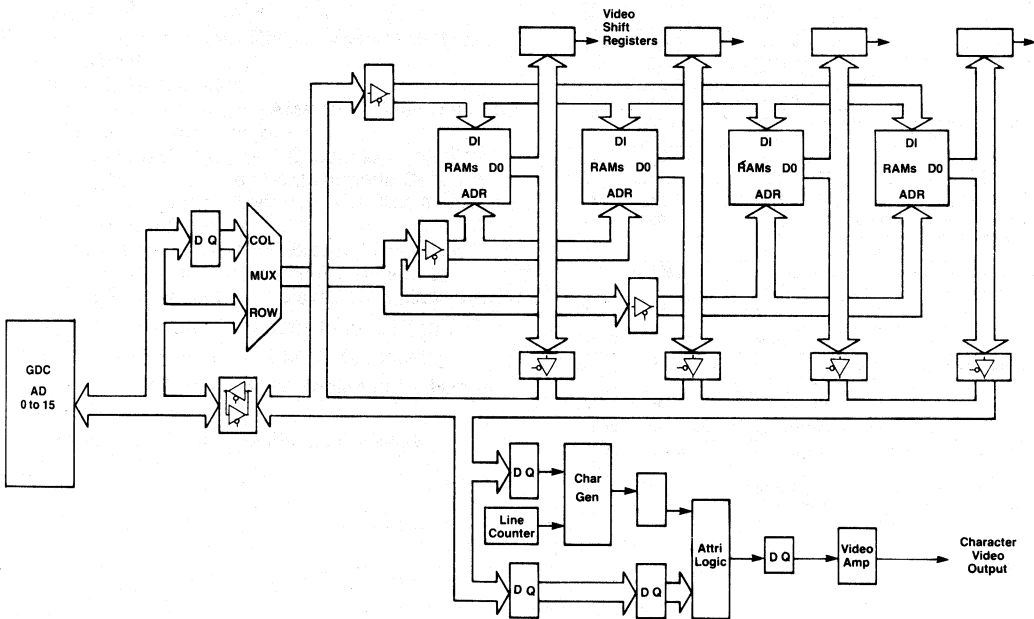 Video
Shift
Registers
DI
RAMs D0
ADR
DI
RAMs D0
ADR
DI
RAMs D0
ADR
DI
RAMs D0
ADR
D Q
COL
MUX
ROW
GDC
AD
0 to 15
D Q
Char
Gen
Line
Counter
Attri
Logic
D Q
Video
Amp
Character
Video
Output
D Q
D Q